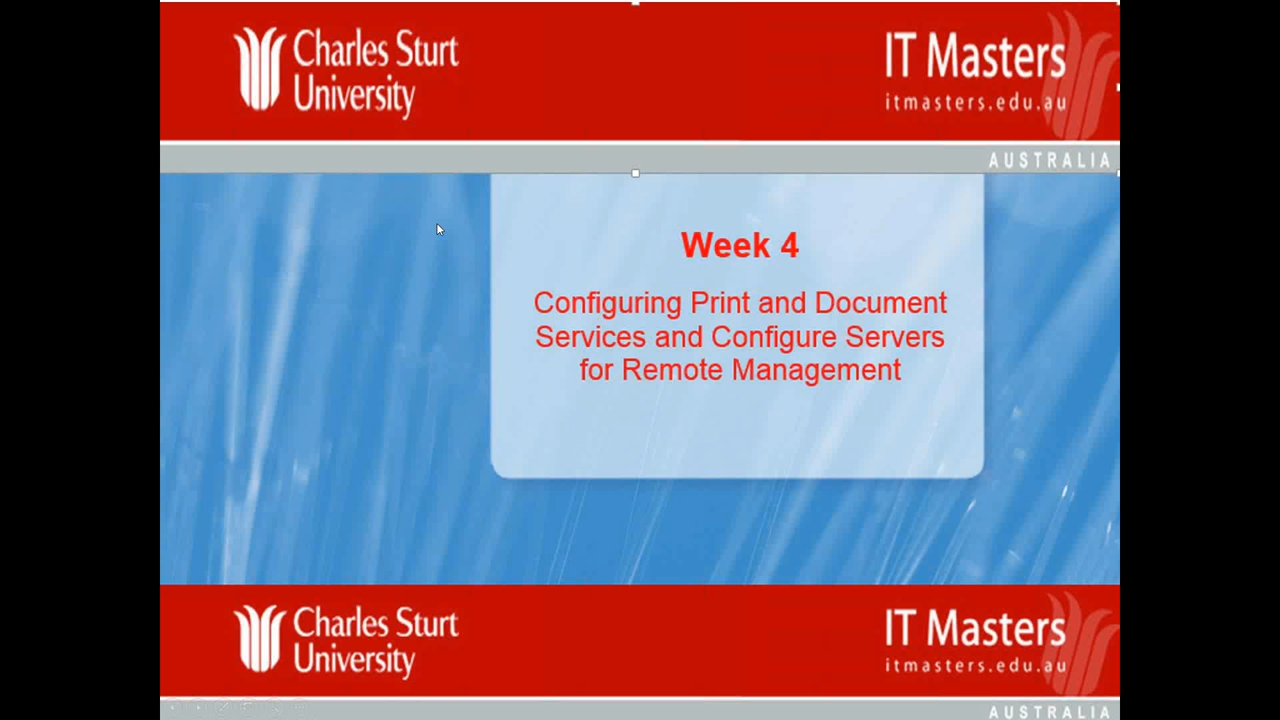 Charles Sturt
University
IT Masters
itmasters.edu.au
AUSTRALIA
Week 4
Configuring Print and Document
Services and Configure Servers
for Remote Management
Charles Sturt
University
IT Masters
itmasters.edu.au
AUSTRALIA